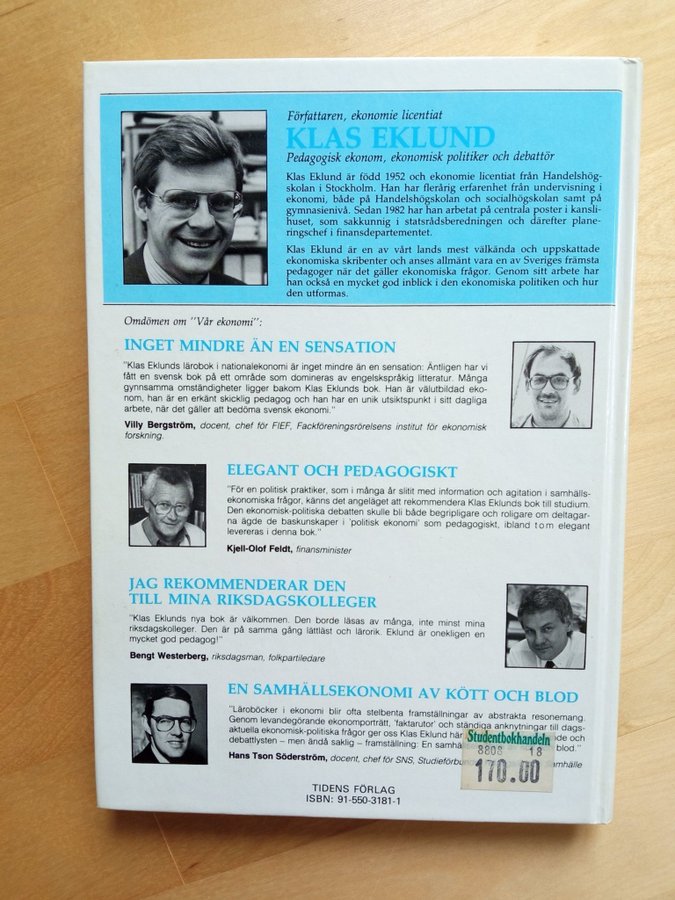 Författaren, ekonomie licentiat
KLAS EKLUND
Pedagogisk ekonom, ekonomisk politiker och debattör
Klas Eklund är född 1952 och ekonomie licentiat från Handelshög-
skolan i Stockholm. Han har flerårig erfarenhet från undervisning i
ekonomi, både på Handelshögskolan och socialhögskolan samt på
gymnasienivå. Sedan 1982 har han arbetat på centrala poster i kansli-
huset, som sakkunnig i statsrådsberedningen och därefter plane-
ringschef i finansdepartementet.
Klas Eklund är en av vårt lands mest välkända och uppskattade
ekonomiska skribenter och anses allmänt vara en av Sveriges främsta
pedagoger när det gäller ekonomiska frågor. Genom sitt arbete har
han också en mycket god inblick i den ekonomiska politiken och hur
den utformas.
Omdömen om "Vår ekonomi":
INGET MINDRE ÄN EN SENSATION
"Klas Eklunds lärobok i nationalekonomi är inget mindre än en sensation: Äntligen har vi
fått en svensk bok på ett område som domineras av engelskspråkig litteratur. Många
gynnsamma omständigheter ligger bakom Klas Eklunds bok. Han är välutbildad eko-
nom, han är en erkänt skicklig pedagog och han har en unik utsiktspunkt i sitt dagliga
arbete, när det gäller att bedöma svensk ekonomi."
Villy Bergström, docent, chef för FIEF, Fackföreningsrörelsens institut för ekonomisk
forskning.
ELEGANT OCH PEDAGOGISKT
"För en politisk praktiker, som i många år slitit med information och agitation i samhälls-
ekonomiska frågor, känns det angeläget att rekommendera Klas Eklunds bok till studium.
Den ekonomisk-politiska debatten skulle bli både begripligare och roligare om deltagar-
na ägde de baskunskaper i 'politisk ekonomi' som pedagogiskt, ibland tom elegant
levereras i denna bok."
Kjell-Olof Feldt, finansminister
JAG REKOMMENDERAR DEN
TILL MINA RIKSDAGSKOLLEGER
"Klas Eklunds nya bok är välkommen. Den borde läsas av många, inte minst mina
riksdagskolleger. Den är på samma gång lättläst och lärorik. Eklund är onekligen en
mycket god pedagog!"
Bengt Westerberg, riksdagsman, folkpartiledare
EN SAMHÄLLSEKONOMI AV KÖTT OCH BLOD
"Läroböcker i ekonomi blir ofta stelbenta framställningar av abstrakta resonemang.
Genom levandegörande ekonomporträtt, 'faktarutor' och ständiga anknytningar till dags-
aktuella ekonomisk-politiska frågor ger oss Klas Eklund här de och
debattlysten – men ändå saklig – framställning: En blod."
Hans Tson Söderström, docent, chef för SNS, Samhälle
Studentbokhandeln
8808 18
170.00
TIDENS FÖRLAG
ISBN: 91-550-3181-1